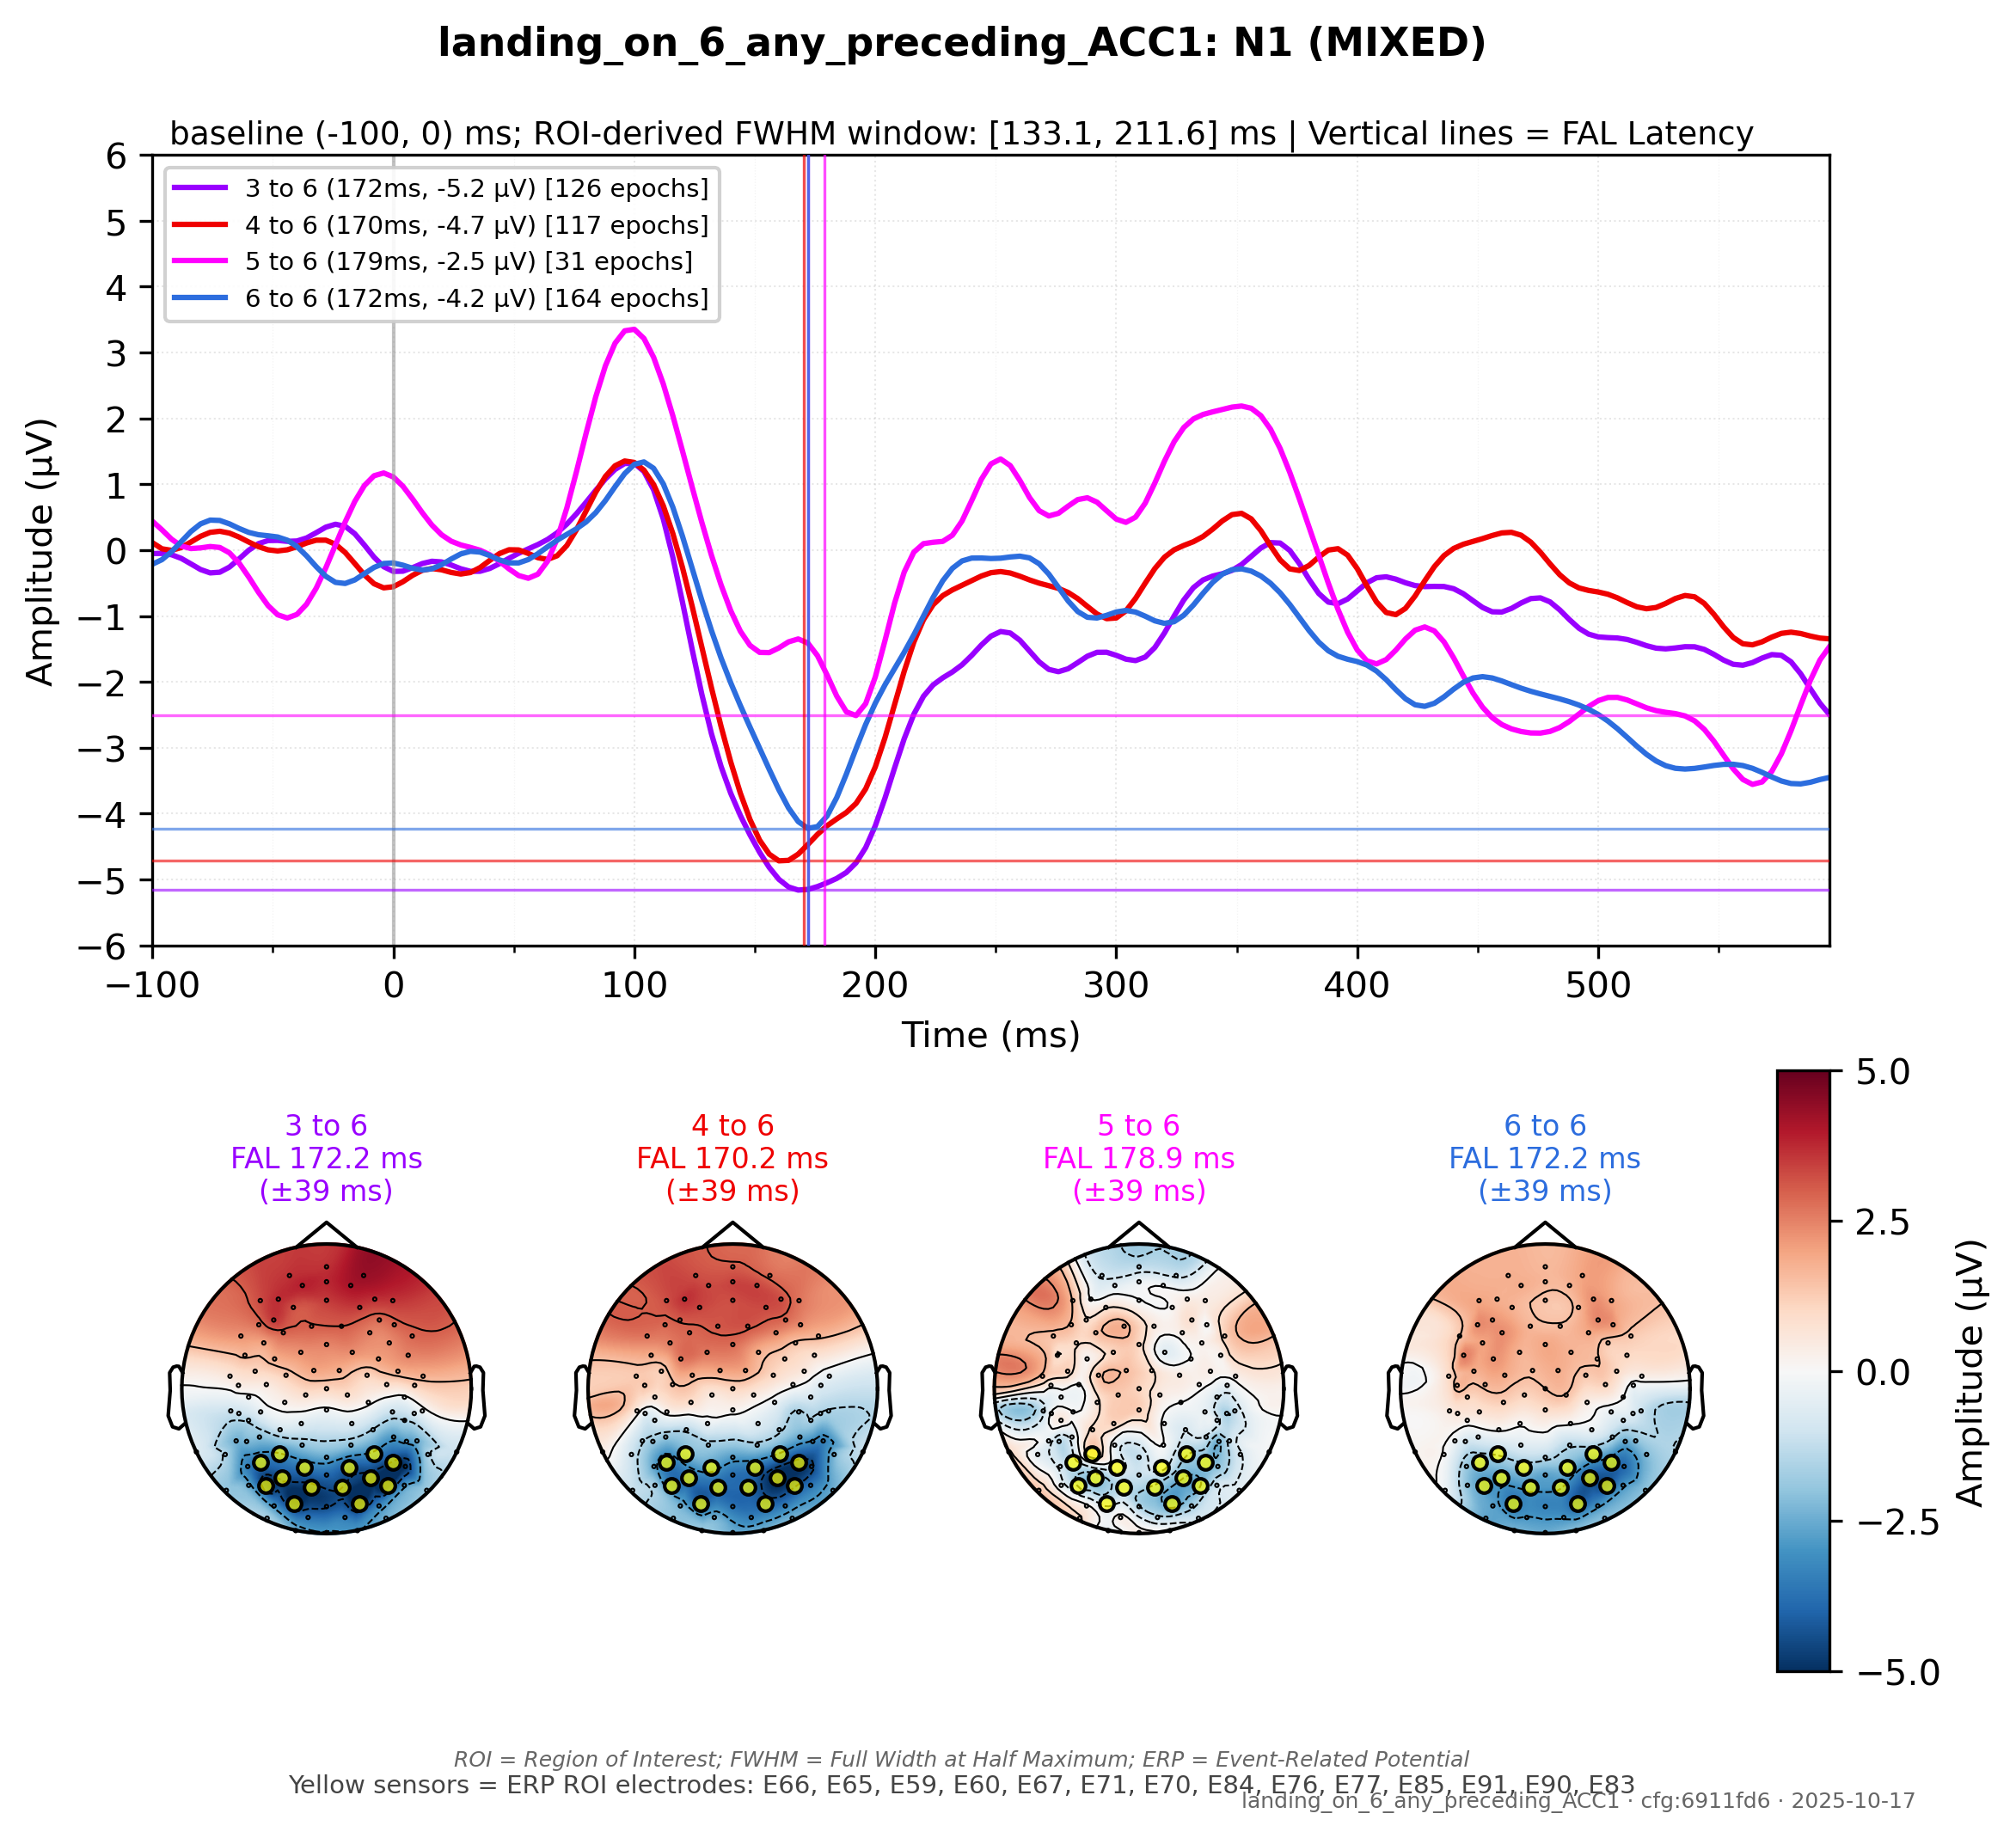 landing_on_6_any_preceding_ACC1: N1 (MIXED)
baseline (-100, 0) ms; ROI-derived FWHM window: [133.1, 211.6] ms | Vertical lines = FAL Latency
3 to 6 (172ms, -5.2 µV) [126 epochs]
4 to 6 (170ms, -4.7 µV) [117 epochs]
5 to 6 (179ms, -2.5 µV) [31 epochs]
6 to 6 (172ms, -4.2 µV) [164 epochs]
Amplitude (µV)
6
5
4
3
2
1
0
−1
−2
−3
−4
−5
−6
−100 0 100 200 300 400 500
Time (ms)
3 to 6
FAL 172.2 ms
(±39 ms)
4 to 6
FAL 170.2 ms
(±39 ms)
5 to 6
FAL 178.9 ms
(±39 ms)
6 to 6
FAL 172.2 ms
(±39 ms)
5.0
2.5
0.0
−2.5
−5.0
Amplitude (µV)
ROI = Region of Interest; FWHM = Full Width at Half Maximum; ERP = Event-Related Potential
Yellow sensors = ERP ROI electrodes: E66, E65, E59, E60, E67, E71, E70, E84, E76, E77, E85, E91, E90, E83
landing_on_6_any_preceding_ACC1 · cfg:6911fd6 · 2025-10-17